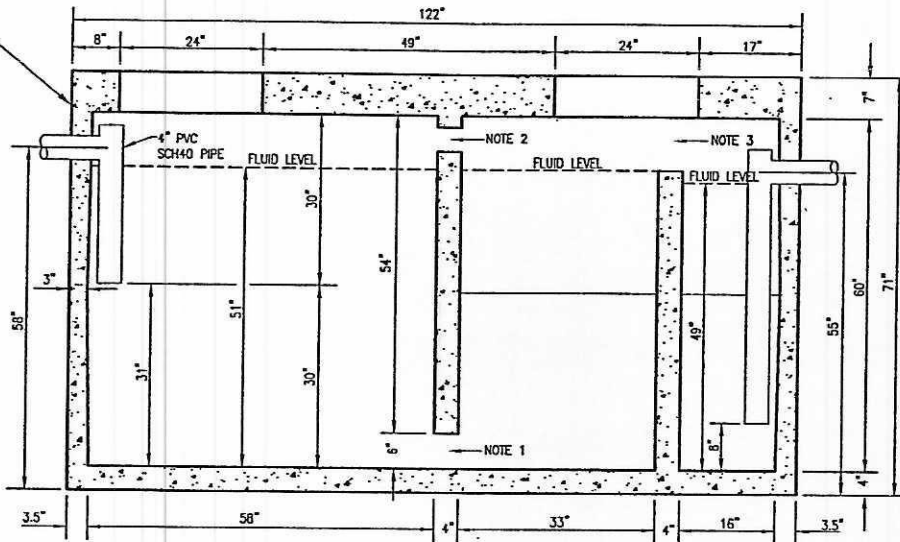 122"
8" 24" 49" 24" 17"
7"
4" PVC
SCH40 PIPE
NOTE 2
NOTE 3
FLUID LEVEL
FLUID LEVEL
FLUID LEVEL
30"
54"
3"
58"
51"
49"
55"
60"
71"
31"
30"
6"
NOTE 1
8"
4"
3.5" 58" 4" 33" 4" 16" 3.5"